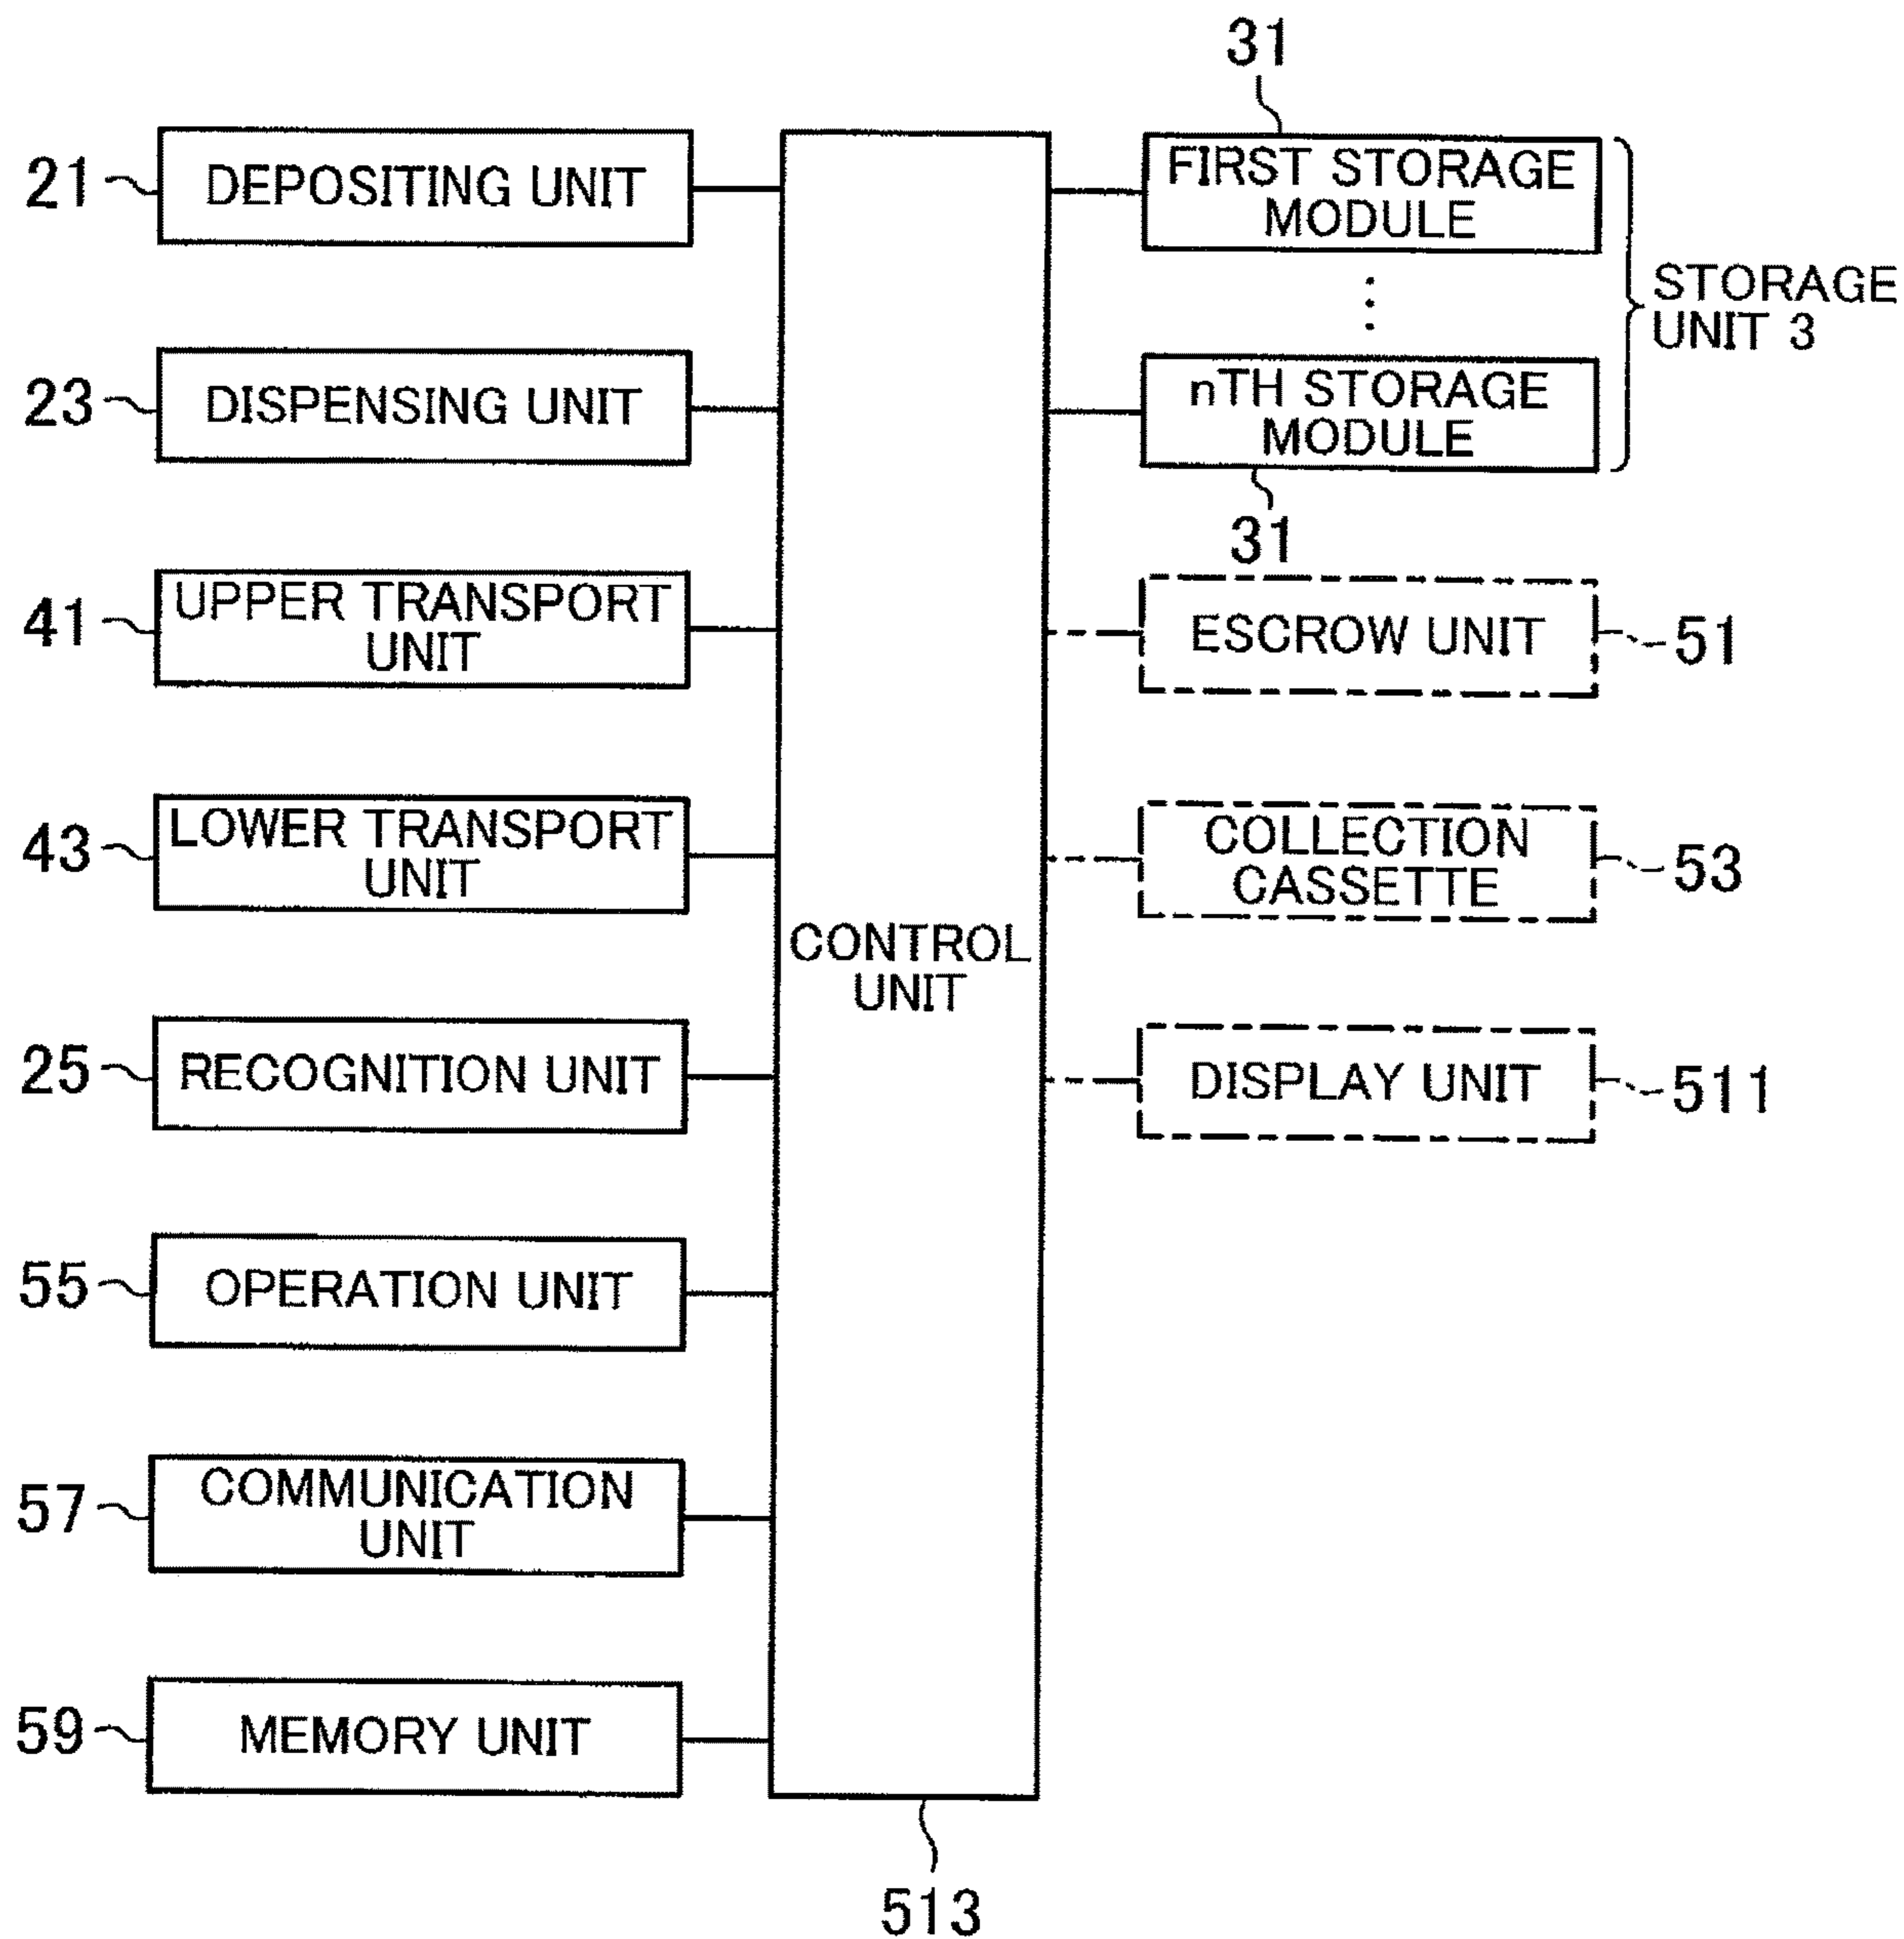 31
21
DEPOSITING UNIT
FIRST STORAGE
MODULE
STORAGE
UNIT 3
23
DISPENSING UNIT
nTH STORAGE
MODULE
31
41
UPPER TRANSPORT
UNIT
ESCROW UNIT
51
43
LOWER TRANSPORT
UNIT
COLLECTION
CASSETTE
53
CONTROL
UNIT
25
RECOGNITION UNIT
DISPLAY UNIT
511
55
OPERATION UNIT
57
COMMUNICATION
UNIT
59
MEMORY UNIT
513